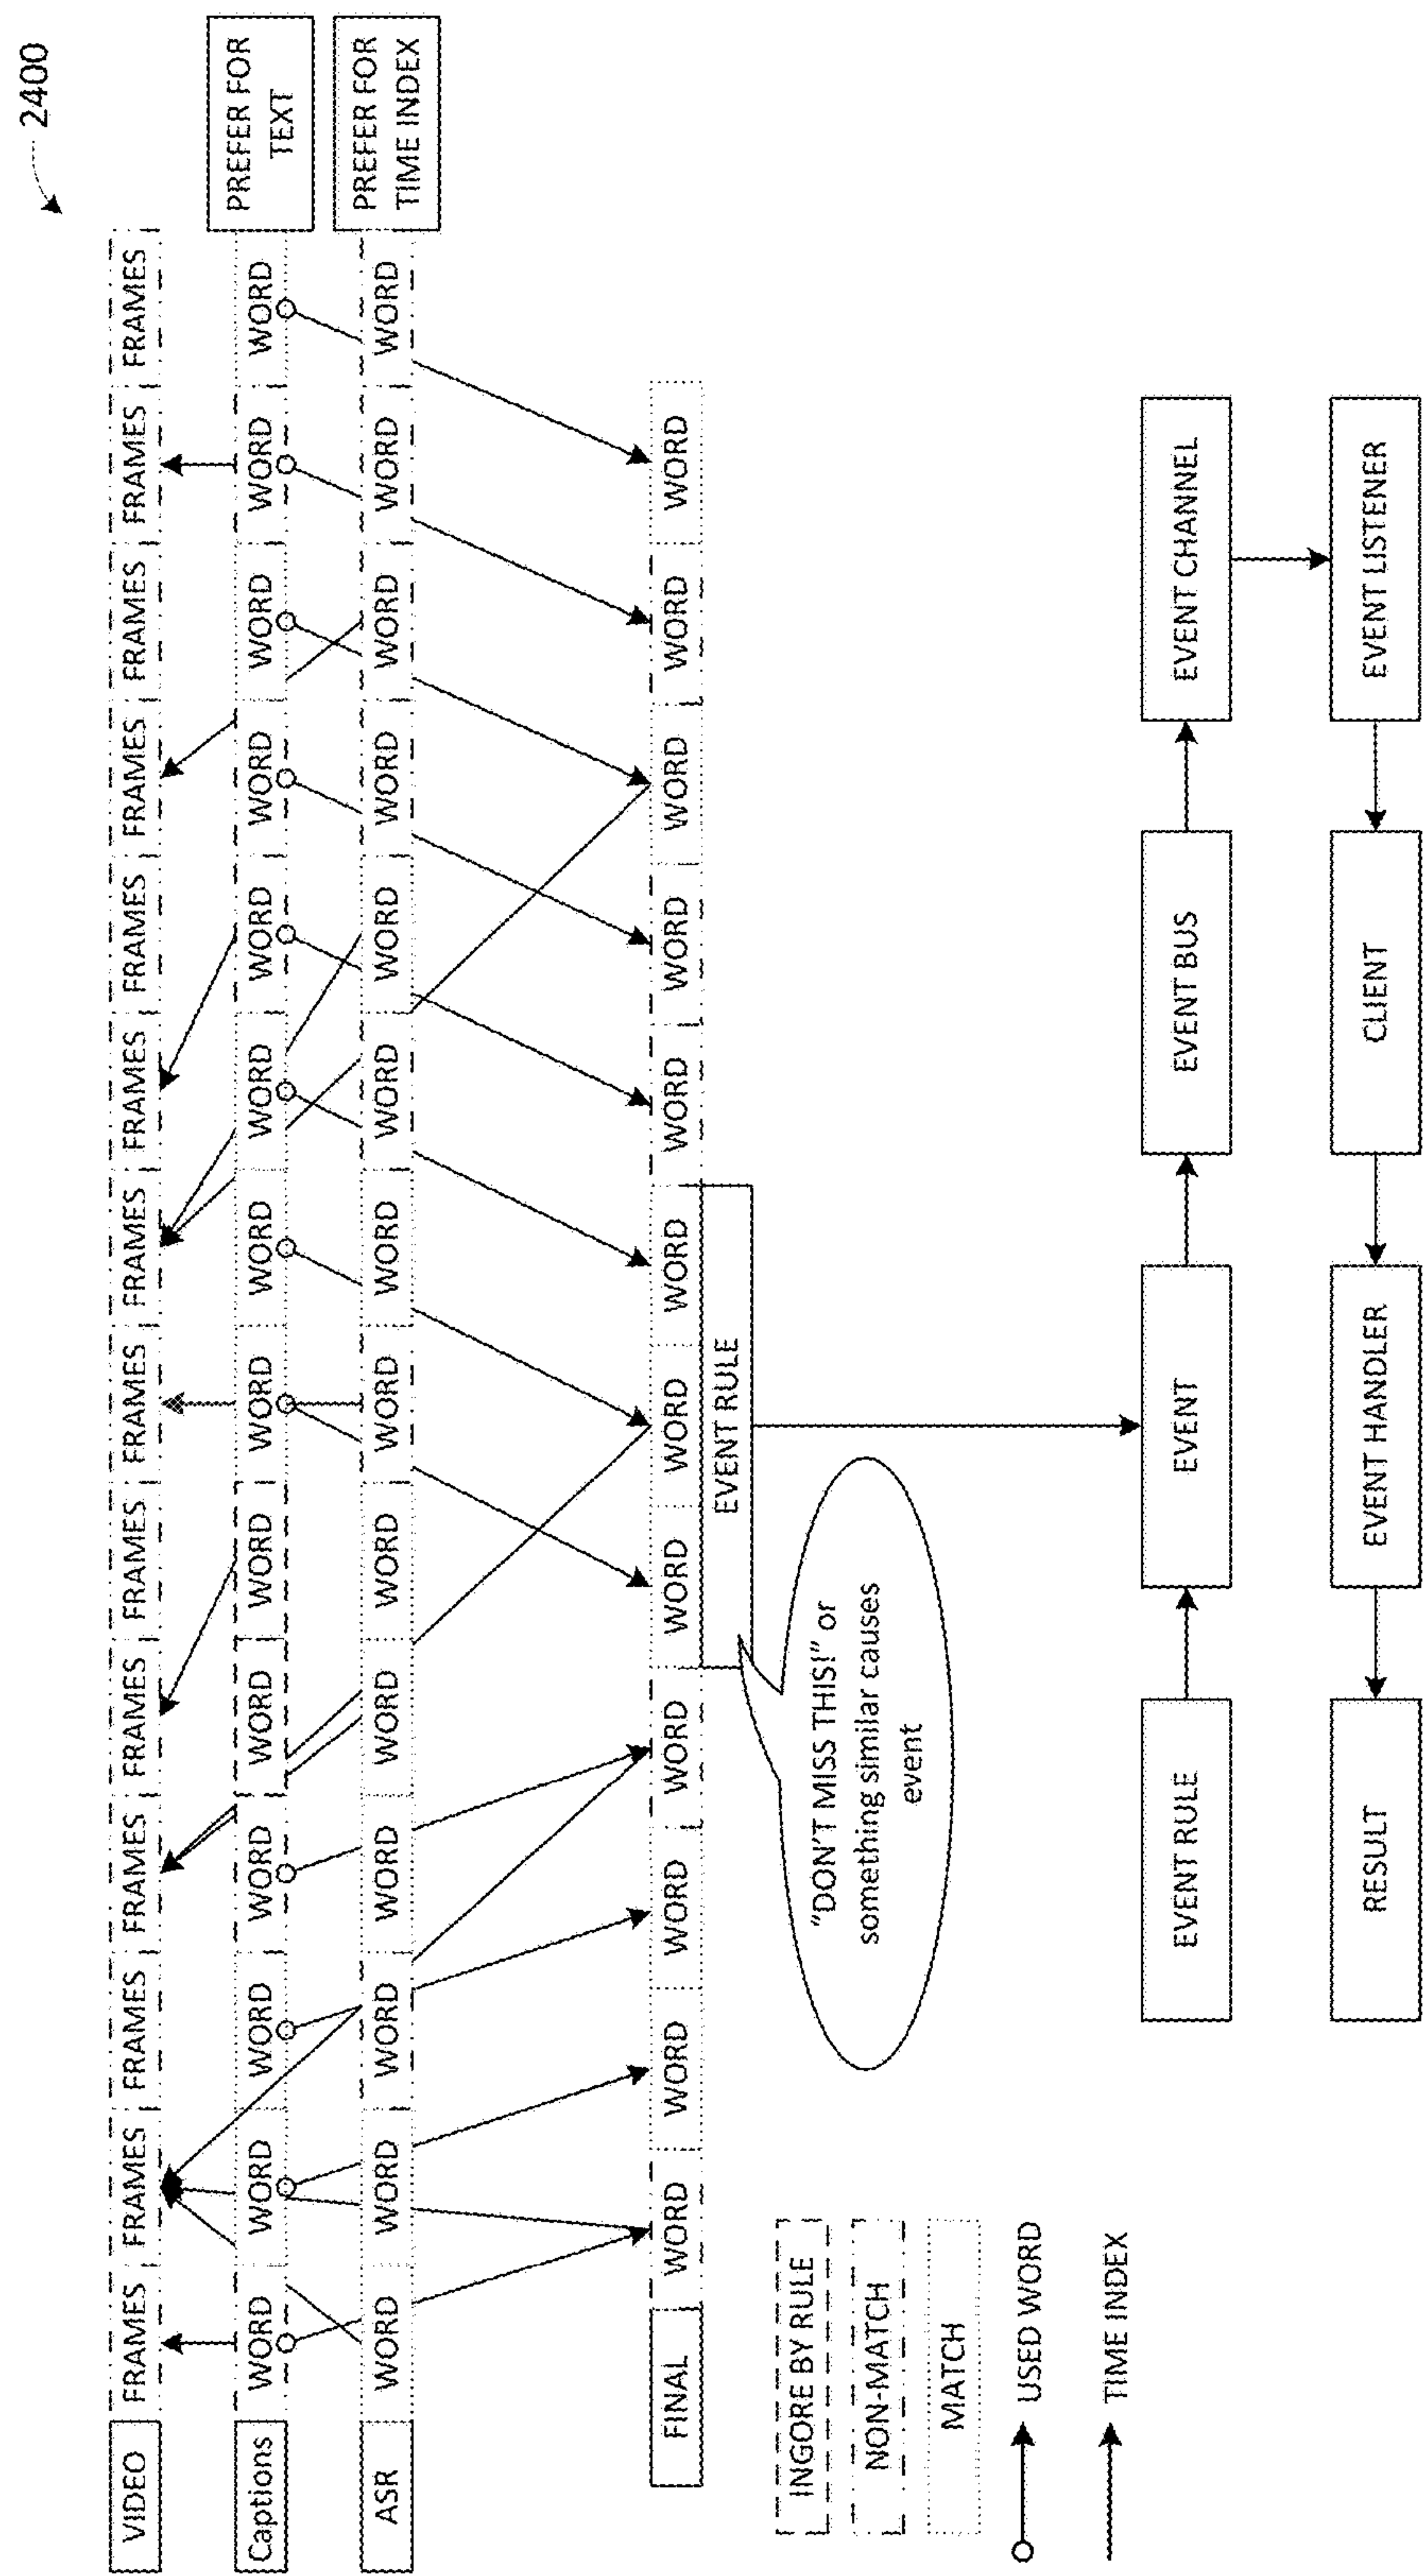 2400
VIDEO FRAMES FRAMES FRAMES FRAMES FRAMES FRAMES FRAMES FRAMES FRAMES FRAMES FRAMES FRAMES FRAMES FRAMES
Captions WORD WORD WORD WORD WORD WORD WORD WORD WORD WORD WORD WORD WORD WORD
PREFER FOR
TEXT
ASR WORD WORD WORD WORD WORD WORD WORD WORD WORD WORD WORD WORD WORD WORD
PREFER FOR
TIME INDEX
FINAL WORD WORD WORD WORD WORD WORD WORD WORD WORD WORD WORD WORD
EVENT RULE
INGORE BY RULE
NON-MATCH
MATCH
USED WORD
TIME INDEX
"DON'T MISS THIS!" or
something similar causes
event
EVENT RULE EVENT EVENT BUS EVENT CHANNEL
RESULT EVENT HANDLER CLIENT EVENT LISTENER